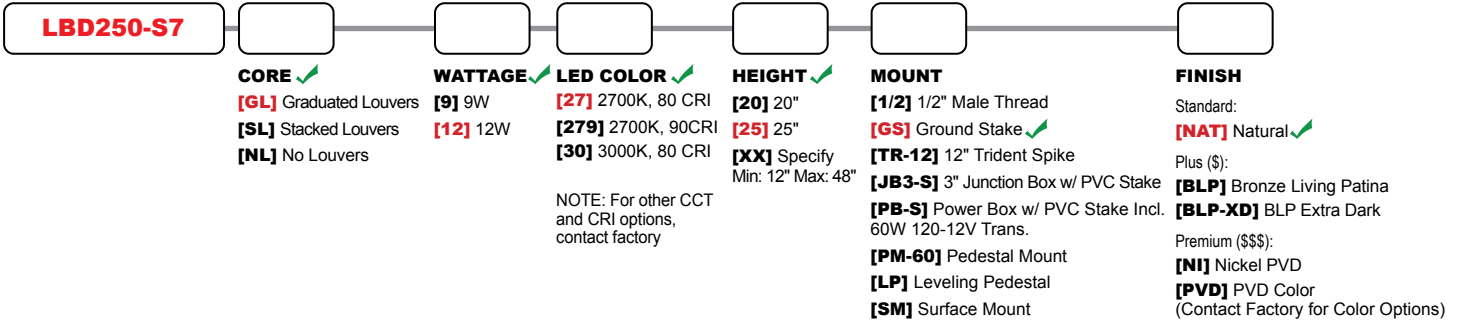 LBD250-S7
CORE
[GL] Graduated Louvers
[SL] Stacked Louvers
[NL] No Louvers
WATTAGE
[9] 9W
[12] 12W
LED COLOR
[27] 2700K, 80 CRI
[279] 2700K, 90CRI
[30] 3000K, 80 CRI
NOTE: For other CCT
and CRI options,
contact factory
HEIGHT
[20] 20"
[25] 25"
[XX] Specify
Min: 12" Max: 48"
MOUNT
[1/2] 1/2" Male Thread
[GS] Ground Stake
[TR-12] 12" Trident Spike
[JB3-S] 3" Junction Box w/ PVC Stake
[PB-S] Power Box w/ PVC Stake Incl.
60W 120-12V Trans.
[PM-60] Pedestal Mount
[LP] Leveling Pedestal
[SM] Surface Mount
FINISH
Standard:
[NAT] Natural
Plus ($):
[BLP] Bronze Living Patina
[BLP-XD] BLP Extra Dark
Premium ($$$):
[NI] Nickel PVD
[PVD] PVD Color
(Contact Factory for Color Options)